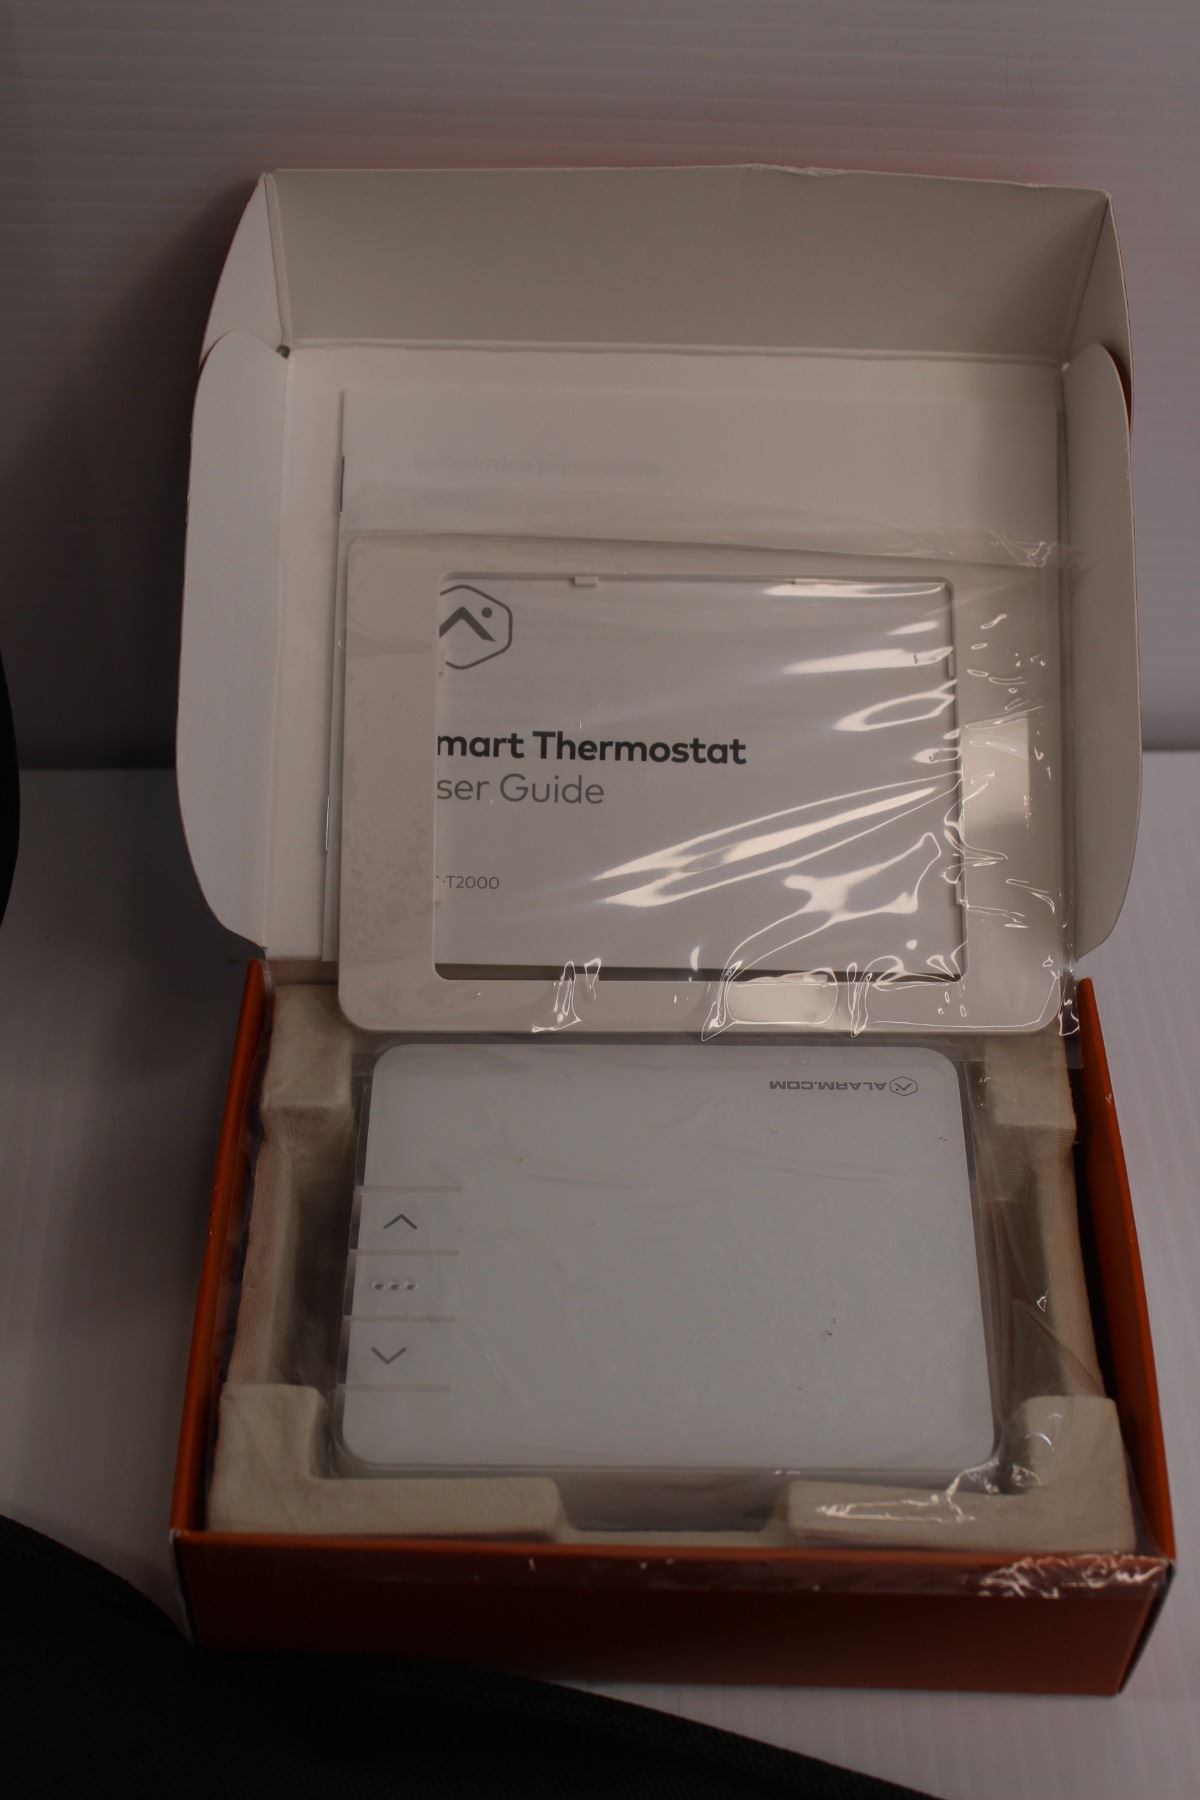 mart Thermostat
ser Guide
-T2000
ALARM.COM